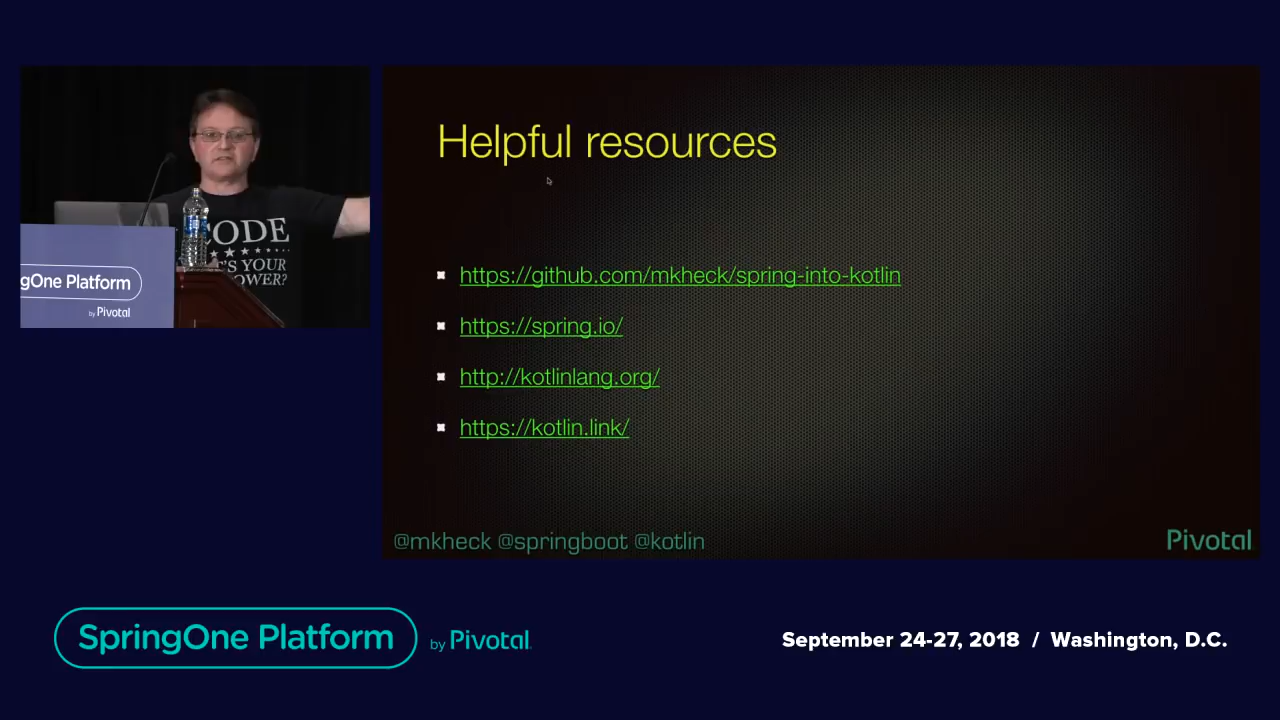 CODE
'S YOUR
OWER?
gOne Platform
by Pivotal
Helpful resources
https://github.com/mkheck/spring-into-kotlin
https://spring.io/
http://kotlinlang.org/
https://kotlin.link/
@mkheck @springboot @kotlin
Pivotal
SpringOne Platform
by Pivotal
September 24-27, 2018 / Washington, D.C.